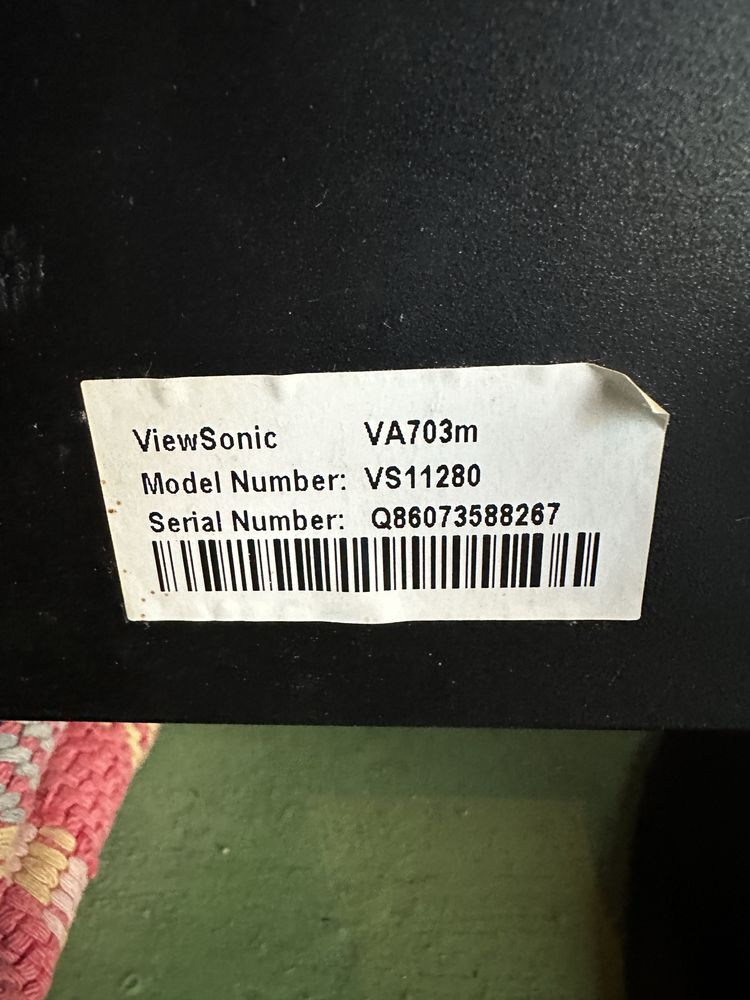 ViewSonic VA703m
Model Number: VS11280
Serial Number: Q86073588267